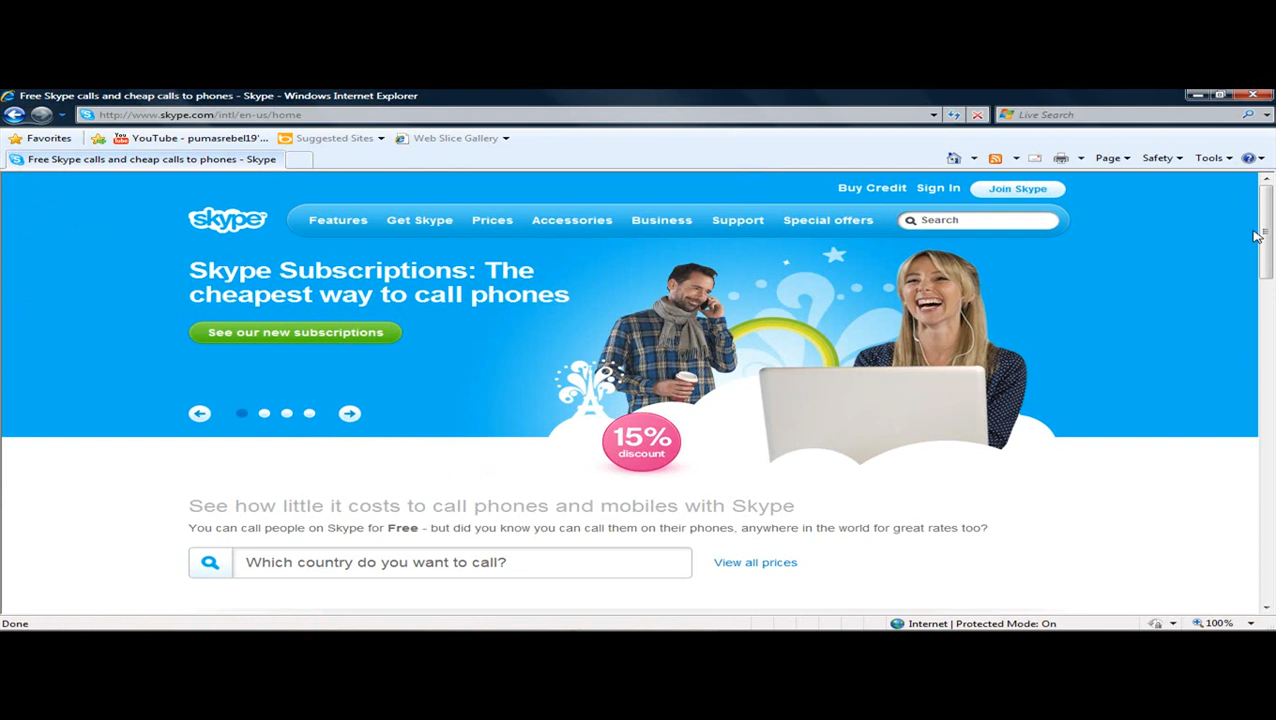 Free Skype calls and cheap calls to phones - Skype - Windows Internet Explorer
http://www.skype.com/intl/en-us/home
Live Search
Favorites
You Tube
YouTube - pumasrebel19'...
Suggested Sites
Web Slice Gallery
Free Skype calls and cheap calls to phones - Skype
Page
Safety
Tools
Buy Credit Sign In Join Skype
skype
Features Get Skype Prices Accessories Business Support Special offers Search
Skype Subscriptions: The
cheapest way to call phones
See our new subscriptions
15%
discount
See how little it costs to call phones and mobiles with Skype
You can call people on Skype for Free - but did you know you can call them on their phones, anywhere in the world for great rates too?
Which country do you want to call?
View all prices
Done
Internet | Protected Mode: On
100%